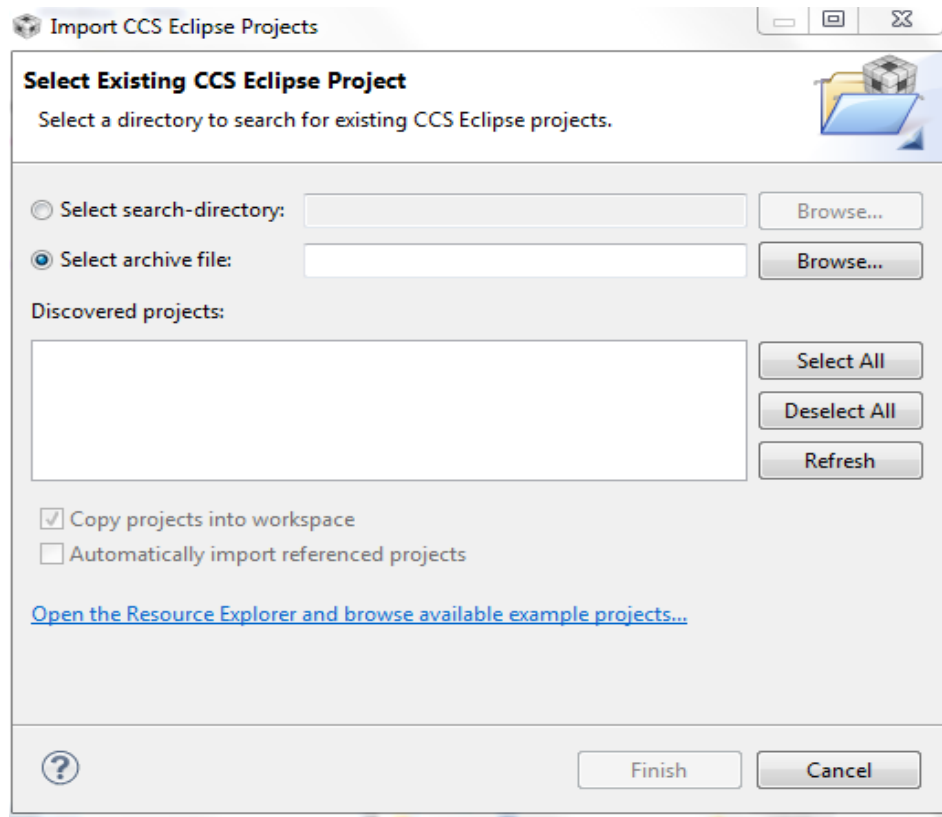 Import CCS Eclipse Projects
Select Existing CCS Eclipse Project
Select a directory to search for existing CCS Eclipse projects.
Select search-directory: Browse...
Select archive file: Browse...
Discovered projects:
Select All
Deselect All
Refresh
Copy projects into workspace
Automatically import referenced projects
Open the Resource Explorer and browse available example projects...
? Finish Cancel